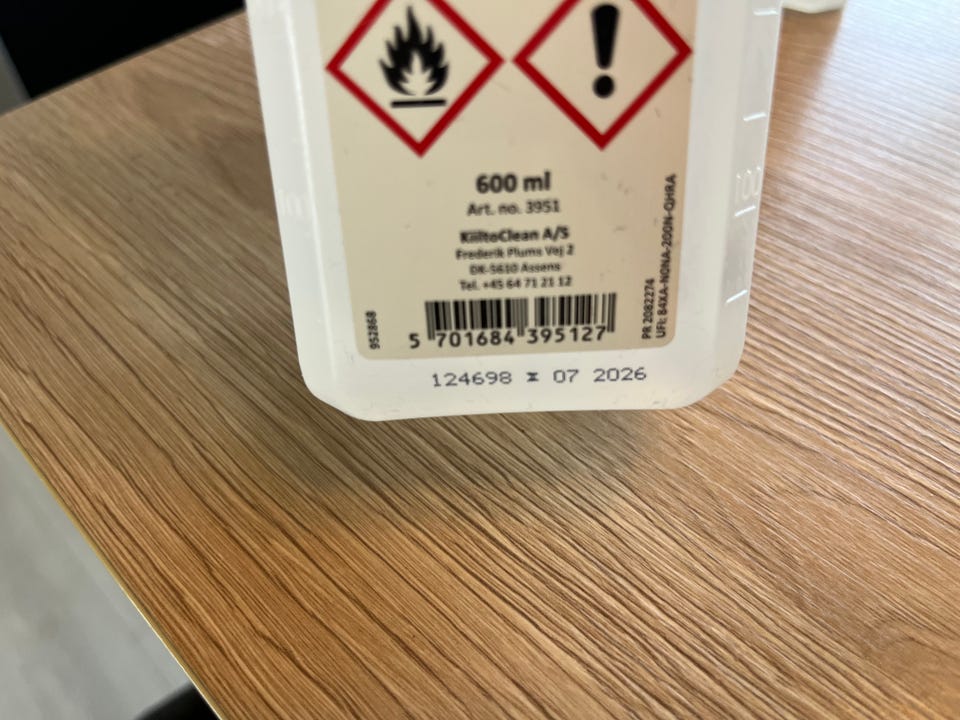 600 ml
Art. no. 3951
KiiltoClean A/S
Frederik Plums Vej 2
DK-5610 Assens
Tel. +45 64 71 21 12
952868
5 701684 395127
PR 2082274
UFI: 84XA-N0NA-200N-QHRA
100
124698 ⧗ 07 2026